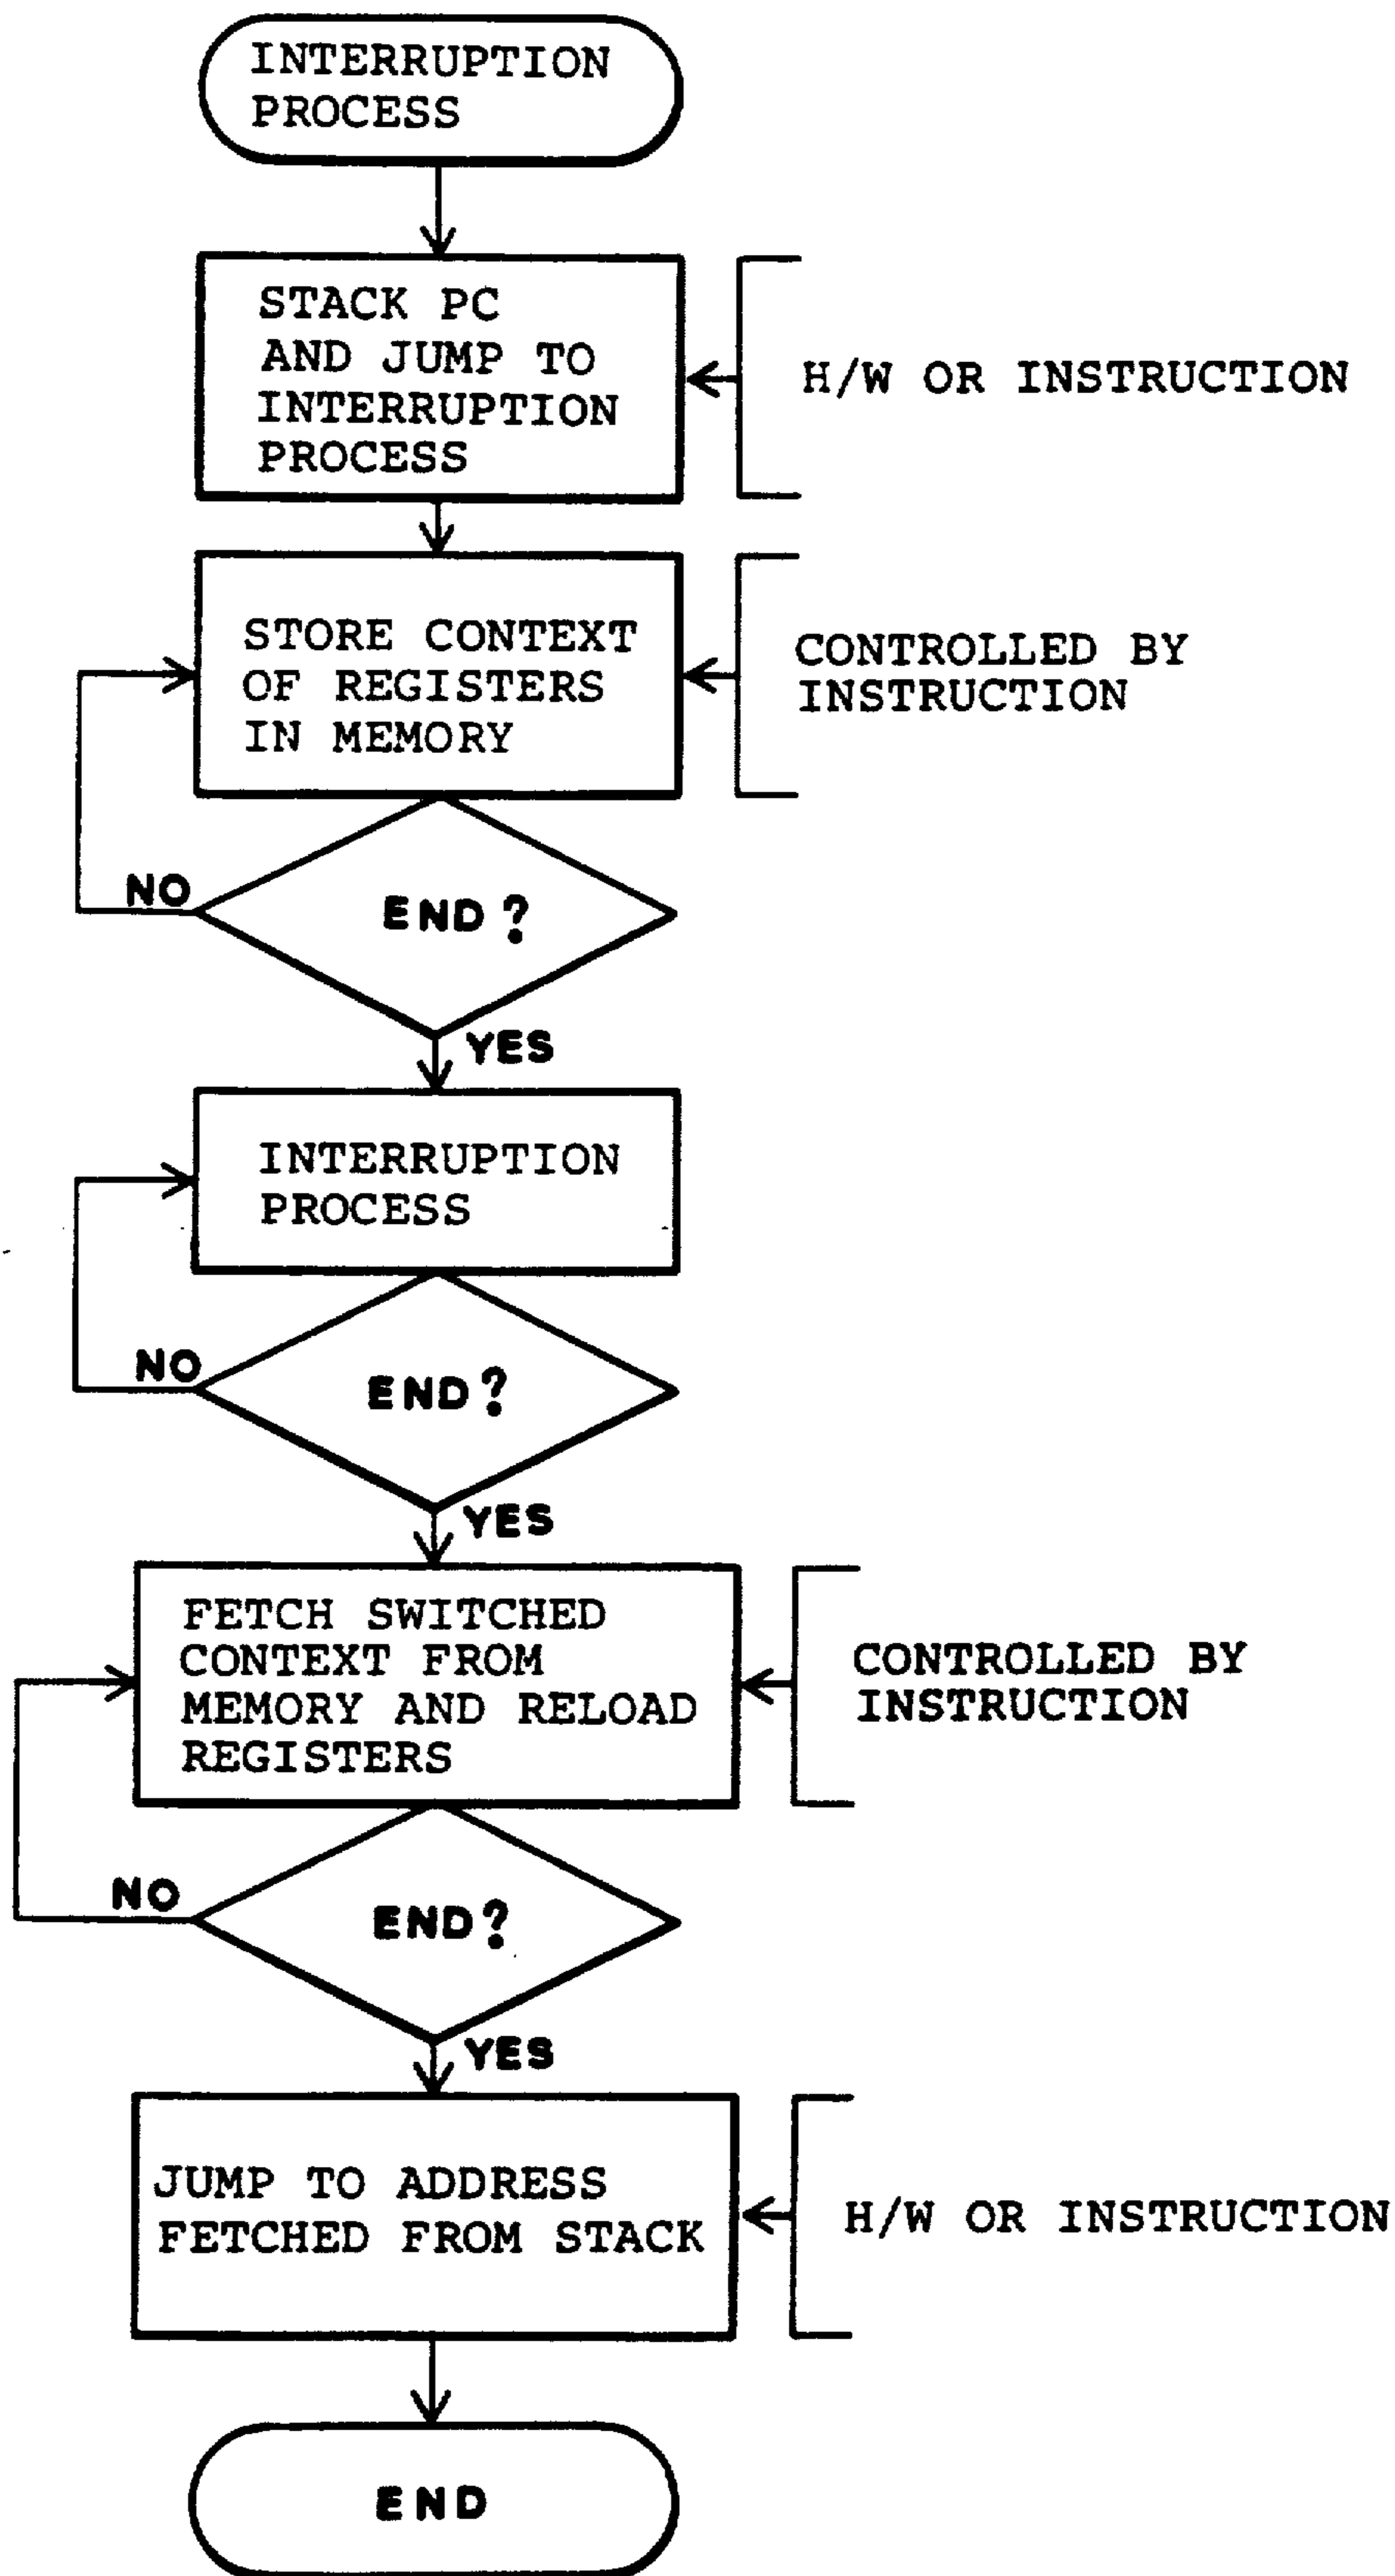 INTERRUPTION
PROCESS
STACK PC
AND JUMP TO
INTERRUPTION
PROCESS
H/W OR INSTRUCTION
STORE CONTEXT
OF REGISTERS
IN MEMORY
CONTROLLED BY
INSTRUCTION
NO
END?
YES
INTERRUPTION
PROCESS
NO
END?
YES
FETCH SWITCHED
CONTEXT FROM
MEMORY AND RELOAD
REGISTERS
CONTROLLED BY
INSTRUCTION
NO
END?
YES
JUMP TO ADDRESS
FETCHED FROM STACK
H/W OR INSTRUCTION
END